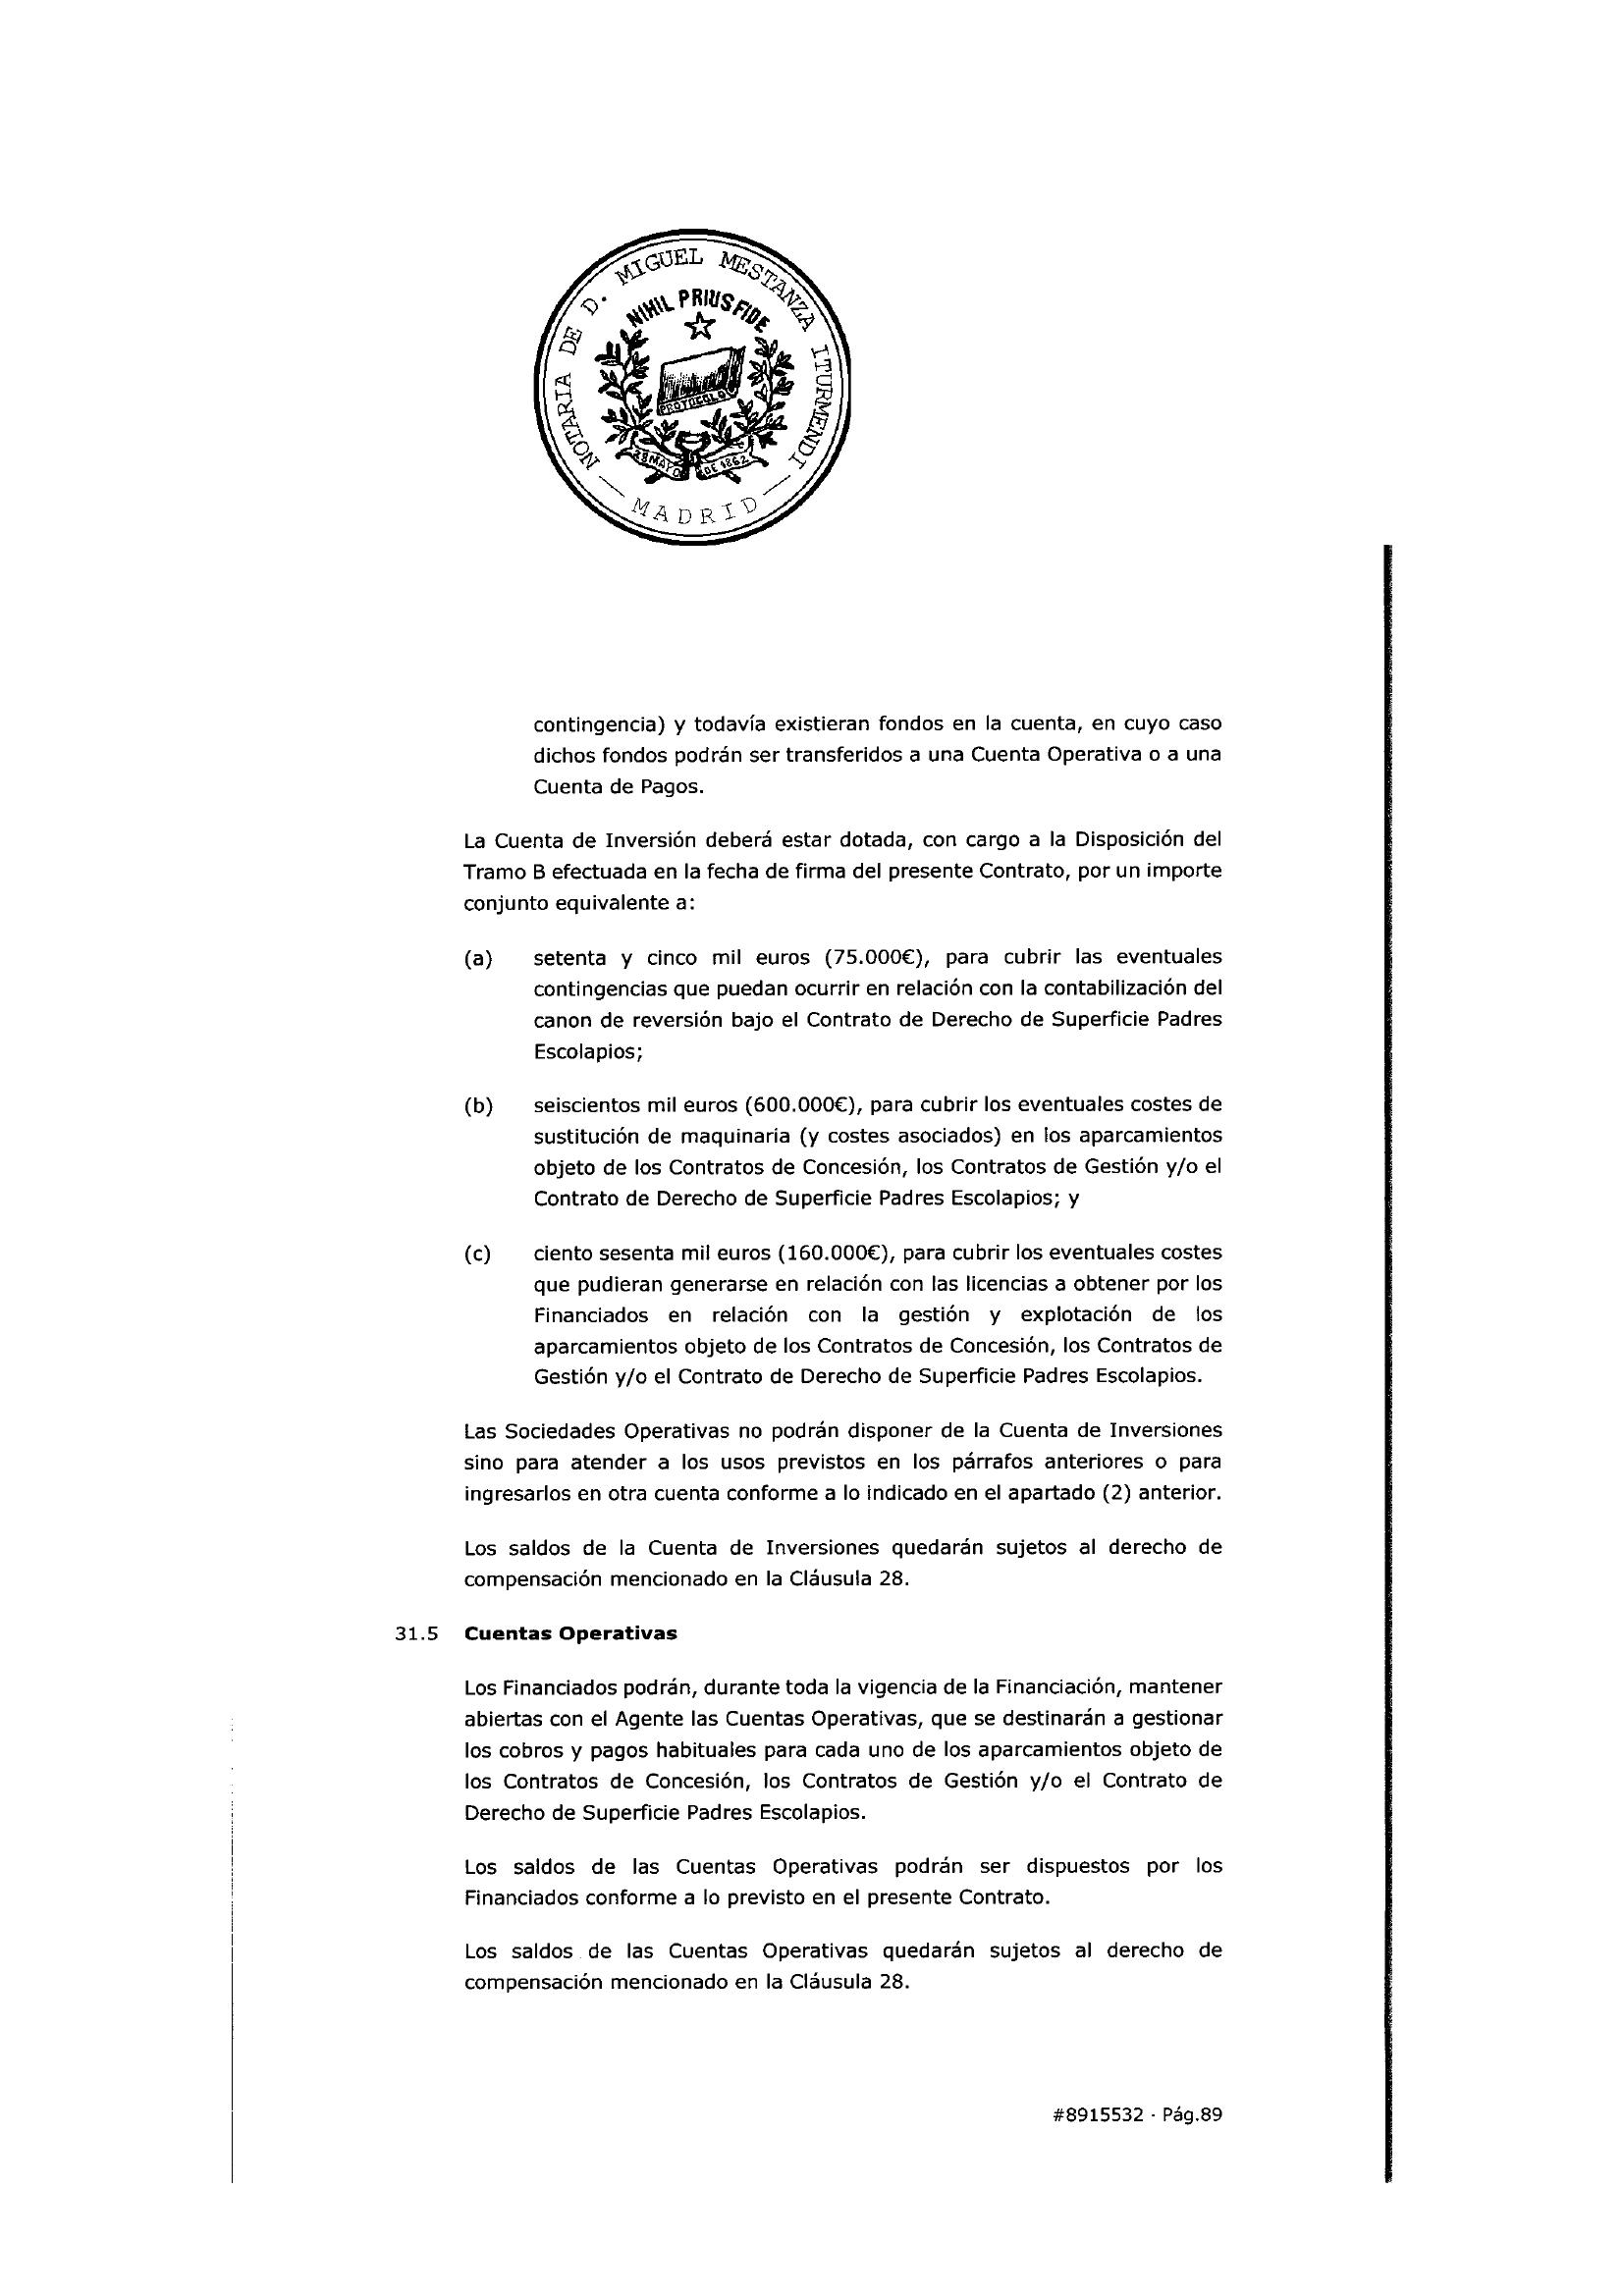 NOTARIA DE D. MIGUEL MESTANZA ITURMENDI
NIHIL PRIUS FIDE
PROTOCOLO
28 MAYO DE 1862
MADRID
contingencia) y todavía existieran fondos en la cuenta, en cuyo caso
dichos fondos podrán ser transferidos a una Cuenta Operativa o a una
Cuenta de Pagos.
La Cuenta de Inversión deberá estar dotada, con cargo a la Disposición del
Tramo B efectuada en la fecha de firma del presente Contrato, por un importe
conjunto equivalente a:
(a) setenta y cinco mil euros (75.000€), para cubrir las eventuales
contingencias que puedan ocurrir en relación con la contabilización del
canon de reversión bajo el Contrato de Derecho de Superficie Padres
Escolapios;
(b) seiscientos mil euros (600.000€), para cubrir los eventuales costes de
sustitución de maquinaria (y costes asociados) en los aparcamientos
objeto de los Contratos de Concesión, los Contratos de Gestión y/o el
Contrato de Derecho de Superficie Padres Escolapios; y
(c) ciento sesenta mil euros (160.000€), para cubrir los eventuales costes
que pudieran generarse en relación con las licencias a obtener por los
Financiados en relación con la gestión y explotación de los
aparcamientos objeto de los Contratos de Concesión, los Contratos de
Gestión y/o el Contrato de Derecho de Superficie Padres Escolapios.
Las Sociedades Operativas no podrán disponer de la Cuenta de Inversiones
sino para atender a los usos previstos en los párrafos anteriores o para
ingresarlos en otra cuenta conforme a lo indicado en el apartado (2) anterior.
Los saldos de la Cuenta de Inversiones quedarán sujetos al derecho de
compensación mencionado en la Cláusula 28.
31.5 Cuentas Operativas
Los Financiados podrán, durante toda la vigencia de la Financiación, mantener
abiertas con el Agente las Cuentas Operativas, que se destinarán a gestionar
los cobros y pagos habituales para cada uno de los aparcamientos objeto de
los Contratos de Concesión, los Contratos de Gestión y/o el Contrato de
Derecho de Superficie Padres Escolapios.
Los saldos de las Cuentas Operativas podrán ser dispuestos por los
Financiados conforme a lo previsto en el presente Contrato.
Los saldos de las Cuentas Operativas quedarán sujetos al derecho de
compensación mencionado en la Cláusula 28.
#8915532 · Pág.89